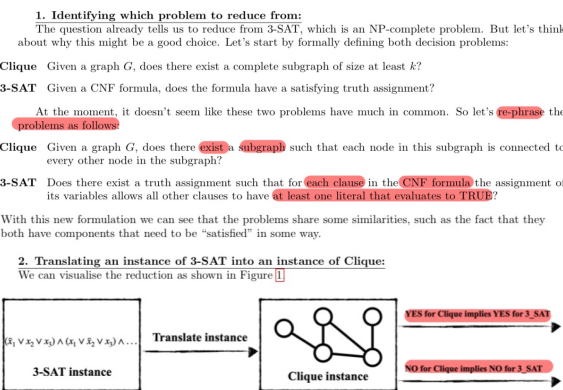 1. Identifying which problem to reduce from:
The question already tells us to reduce from 3-SAT, which is an NP-complete problem. But let's think
about why this might be a good choice. Let's start by formally defining both decision problems:
Clique Given a graph G, does there exist a complete subgraph of size at least k?
3-SAT Given a CNF formula, does the formula have a satisfying truth assignment?
At the moment, it doesn't seem like these two problems have much in common. So let's re-phrase the
problems as follows:
Clique Given a graph G, does there exist a subgraph such that each node in this subgraph is connected to
every other node in the subgraph?
3-SAT Does there exist a truth assignment such that for each clause in the CNF formula the assignment of
its variables allows all other clauses to have at least one literal that evaluates to TRUE?
With this new formulation we can see that the problems share some similarities, such as the fact that they
both have components that need to be "satisfied" in some way.
2. Translating an instance of 3-SAT into an instance of Clique:
We can visualise the reduction as shown in Figure 1
YES for Clique implies YES for 3_SAT
(x̄₁ ∨ x₂ ∨ x₃) ∧ (x₁ ∨ x̄₂ ∨ x₃) ∧ ...
Translate instance
3-SAT instance
Clique instance
NO for Clique implies NO for 3_SAT